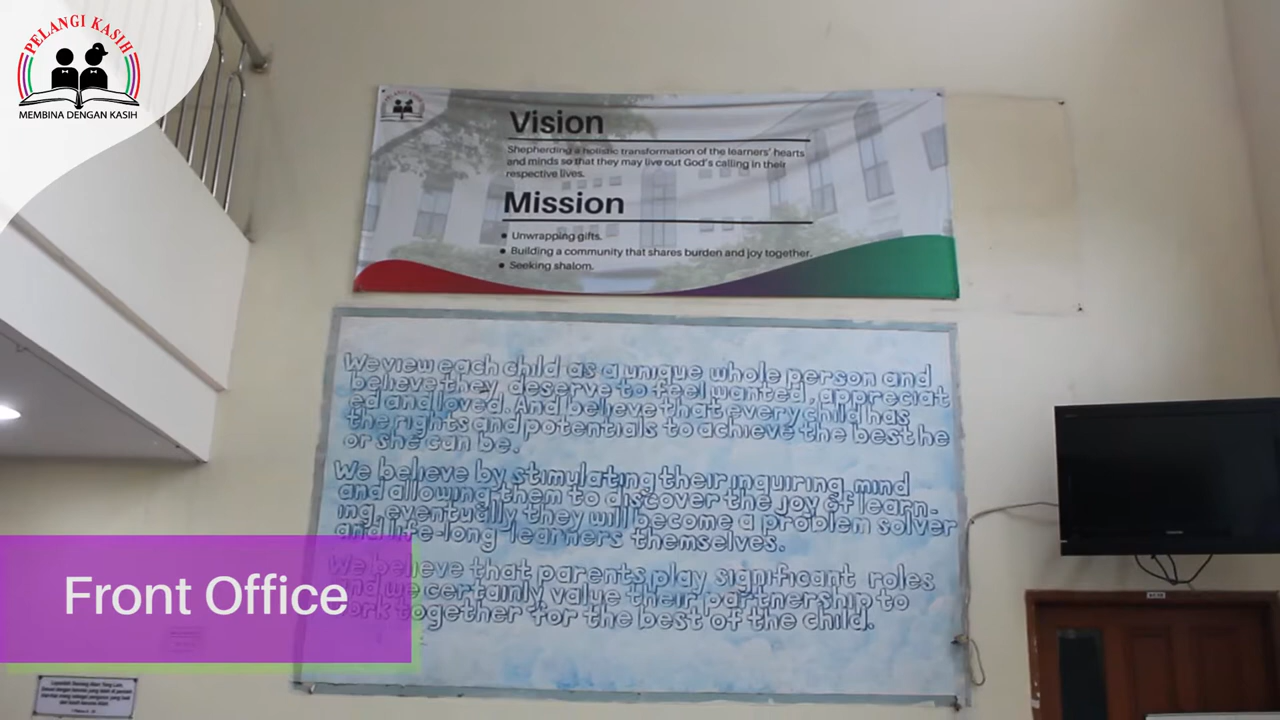 PELANGI KASIH
MEMBINA DENGAN KASIH
Vision
Shepherding a holistic transformation of the learners' hearts
and minds so that they may live out God's calling in their
respective lives.
Mission
Unwrapping gifts.
Building a community that shares burden and joy together.
Seeking shalom.
We view each child as a unique whole person and
believe they deserve to feel wanted, appreciat
ed and loved. And believe that every child has
the rights and potentials to achieve the best he
or she can be.
We believe by stimulating their inquiring mind
and allowing them to discover the joy of learn-
ing, eventually they will become a problem solver
and life-long learners themselves.
We believe that parents play significant roles
and we certainly value their partnership to
work together for the best of the child.
Front Office